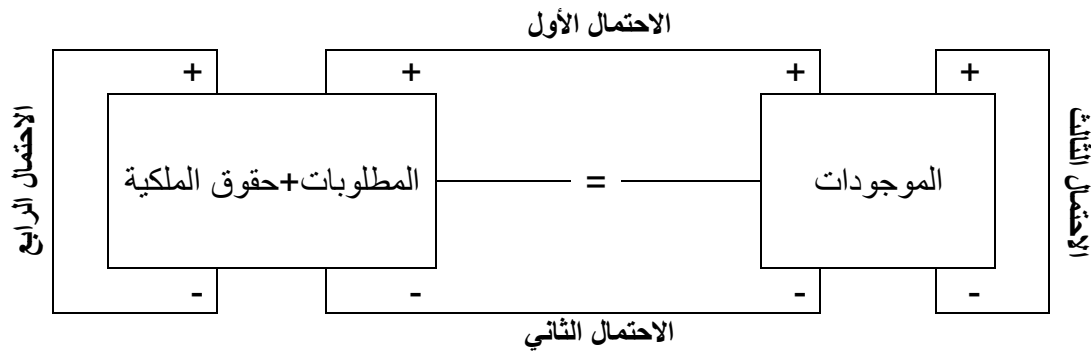 الاحتمال الأول
+ + + +
الاحتمال الثالث
الموجودات
=
المطلوبات+حقوق الملكية
الاحتمال الرابع
- - - -
الاحتمال الثاني